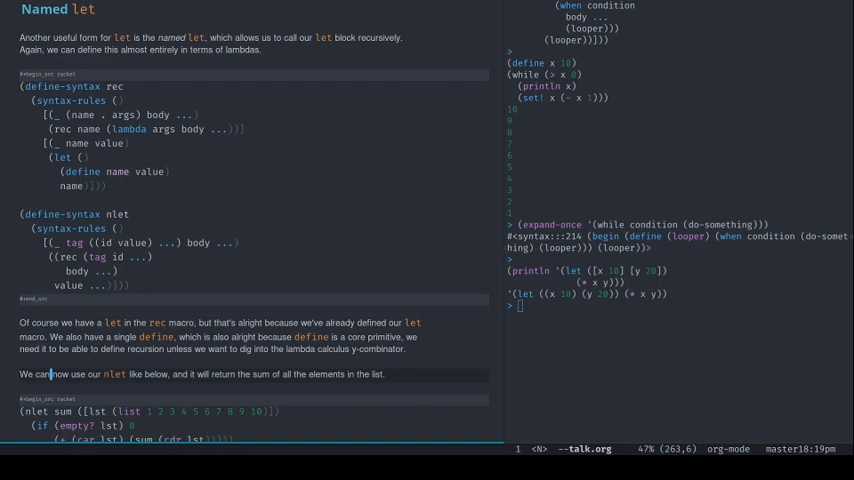 Named let
Another useful form for let is the named let, which allows us to call our let block recursively.
Again, we can define this almost entirely in terms of lambdas.
#+begin_src racket
(define-syntax rec
(syntax-rules ()
[(_ (name . args) body ...)
(rec name (lambda args body ...))]
[(_ name value)
(let ()
(define name value)
name)]))
(define-syntax nlet
(syntax-rules ()
[(_ tag ((id value) ...) body ...)
((rec (tag id ...)
body ...)
value ...)]))
#+end_src
Of course we have a let in the rec macro, but that's alright because we've already defined our let
macro. We also have a single define, which is also alright because define is a core primitive, we
need it to be able to define recursion unless we want to dig into the lambda calculus y-combinator.
We can now use our nlet like below, and it will return the sum of all the elements in the list.
#+begin_src racket
(nlet sum ([lst (list 1 2 3 4 5 6 7 8 9 10)])
(if (empty? lst) 0
(+ (car lst) (sum (cdr lst)))))
(when condition
body ...
(looper)))
(looper))]))
>
(define x 10)
(while (> x 0)
(println x)
(set! x (- x 1)))
10
9
8
7
6
5
4
3
2
1
> (expand-once '(while condition (do-something)))
#<syntax:::214 (begin (define (looper) (when condition (do-somet
hing) (looper))) (looper))>
>
(println '(let ([x 10] [y 20])
(* x y)))
'(let ((x 10) (y 20)) (* x y))
>
1 <N> --talk.org 47% (263,6) org-mode master18:19pm